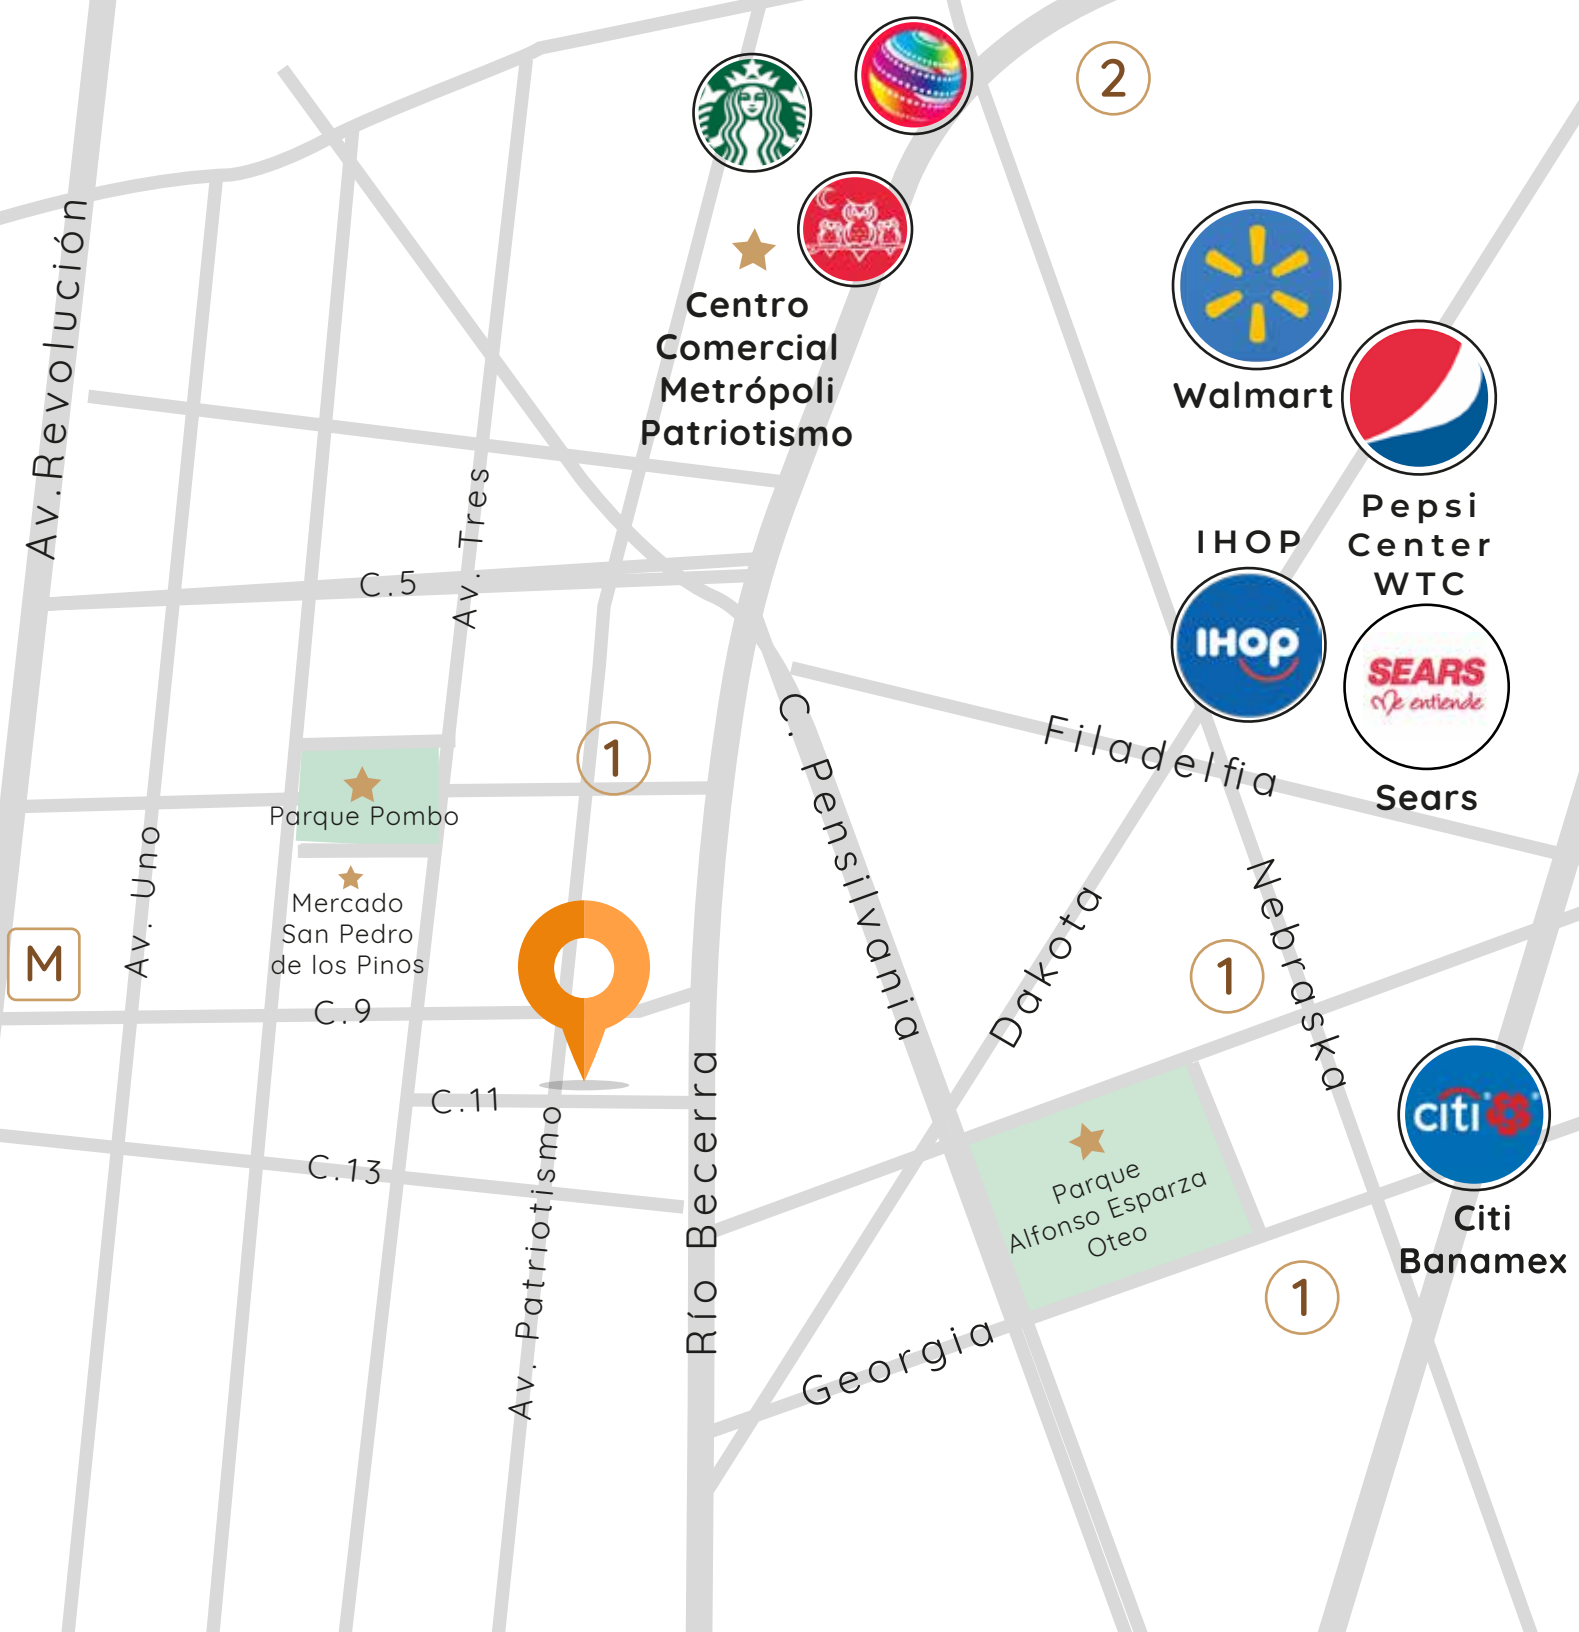 2
Av. Revolución
Centro
Comercial
Metrópoli
Patriotismo
Walmart
Pepsi
Center
WTC
IHOP
IHOP
SEARS
Me entiende
Sears
Av. Tres
C.5
1
C. Pensilvania
Filadelfia
Parque Pombo
Mercado
San Pedro
de los Pinos
Av. Uno
M
C.9
Dakota
Nebraska
1
C.11
C.13
Av. Patriotismo
Río Becerra
Parque
Alfonso Esparza
Oteo
citi
Citi
Banamex
1
Georgia